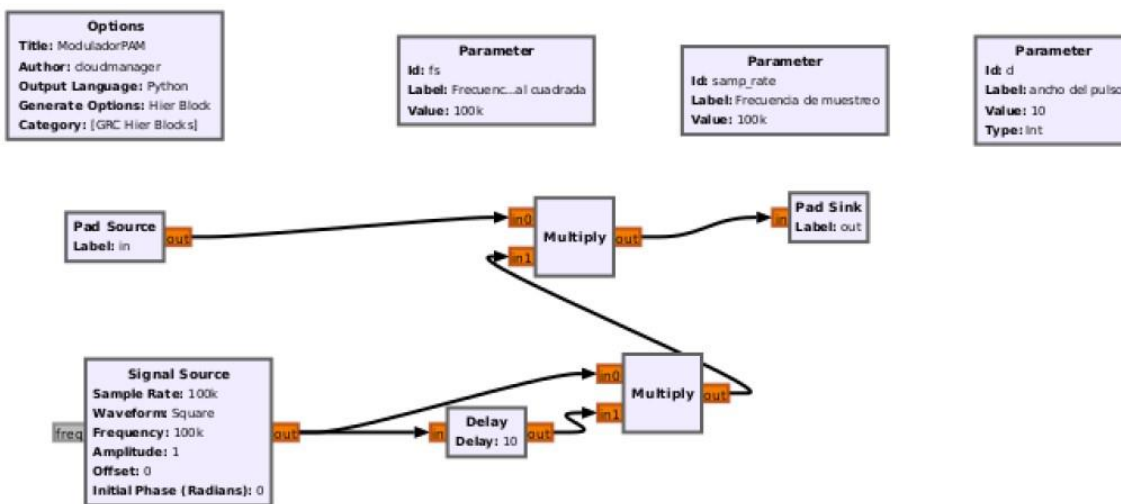 Options
Title: ModuladorPAM
Author: cloudmanager
Output Language: Python
Generate Options: Hier Block
Category: [GRC Hier Blocks]
Parameter
Id: fs
Label: Frecuenc...al cuadrada
Value: 100k
Parameter
Id: samp_rate
Label: Frecuencia de muestreo
Value: 100k
Parameter
Id: d
Label: ancho del pulso
Value: 10
Type: Int
Pad Source
Label: in
out
in0
in1
Multiply
out
in
Pad Sink
Label: out
freq
Signal Source
Sample Rate: 100k
Waveform: Square
Frequency: 100k
Amplitude: 1
Offset: 0
Initial Phase (Radians): 0
out
in
Delay
Delay: 10
out
in0
in1
Multiply
out